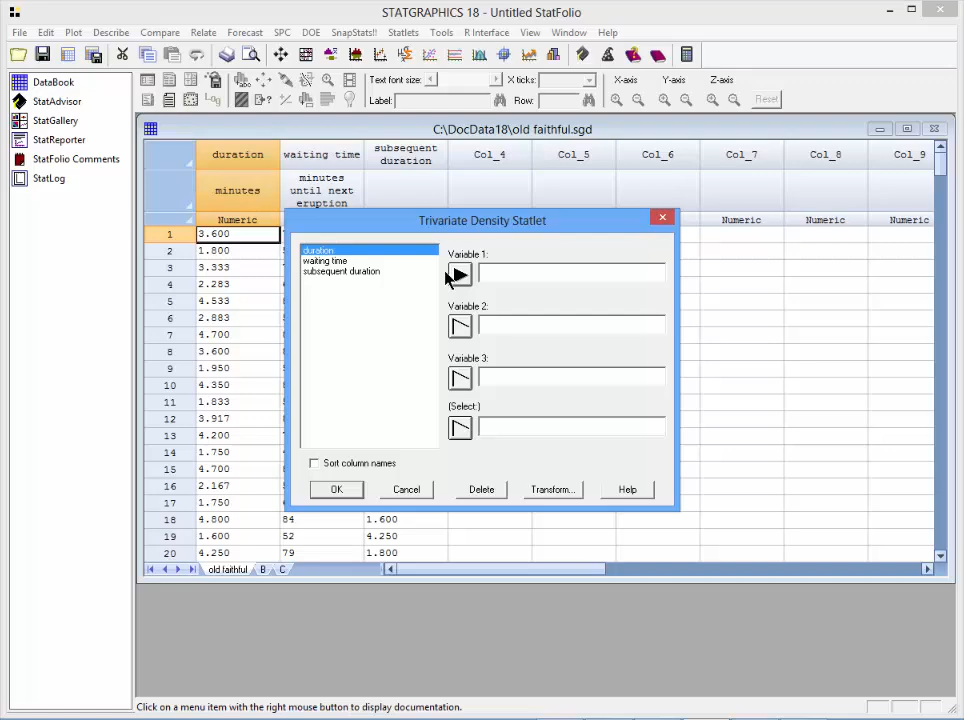 STATGRAPHICS 18 - Untitled StatFolio
File Edit Plot Describe Compare Relate Forecast SPC DOE SnapStats!! Statlets Tools R Interface View Window Help
Text font size: X ticks: X-axis Y-axis Z-axis
Label: Row: Reset
DataBook
StatAdvisor
StatGallery
StatReporter
StatFolio Comments
StatLog
C:\DocData18\old faithful.sgd
duration waiting time subsequent duration Col_4 Col_5 Col_6 Col_7 Col_8 Col_9
minutes minutes until next eruption
Numeric Numeric Numeric Numeric
Trivariate Density Statlet
duration
waiting time
subsequent duration
Variable 1:
Variable 2:
Variable 3:
(Select:)
Sort column names
OK Cancel Delete Transform... Help
1 3.600
2 1.800
3 3.333
4 2.283
5 4.533
6 2.883
7 4.700
8 3.600
9 1.950
10 4.350
11 1.833
12 3.917
13 4.200
14 1.750
15 4.700
16 2.167
17 1.750
18 4.800 84 1.600
19 1.600 52 4.250
20 4.250 79 1.800
old faithful B C
Click on a menu item with the right mouse button to display documentation.